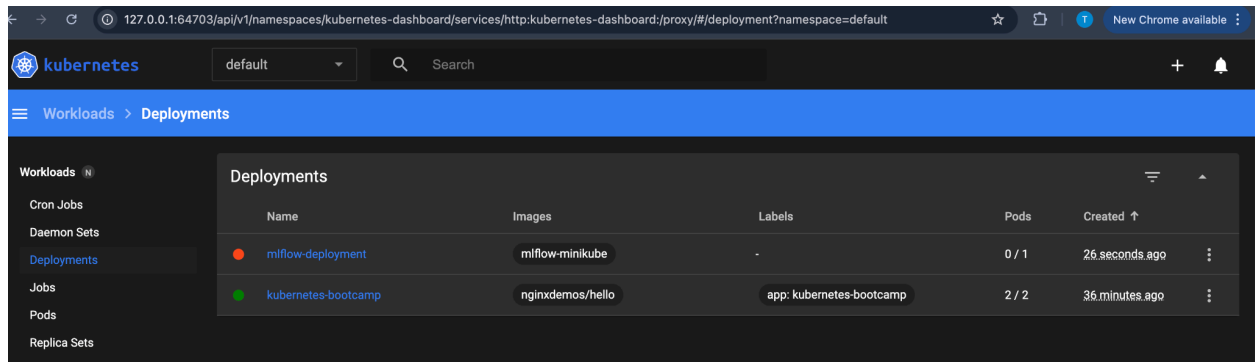 127.0.0.1:64703/api/v1/namespaces/kubernetes-dashboard/services/http:kubernetes-dashboard:/proxy/#/deployment?namespace=default
T
New Chrome available
kubernetes
default
Search
Workloads > Deployments
Workloads N
Cron Jobs
Daemon Sets
Deployments
Jobs
Pods
Replica Sets
Deployments
Name Images Labels Pods Created
mlflow-deployment mlflow-minikube - 0 / 1 26 seconds ago
kubernetes-bootcamp nginxdemos/hello app: kubernetes-bootcamp 2 / 2 36 minutes ago